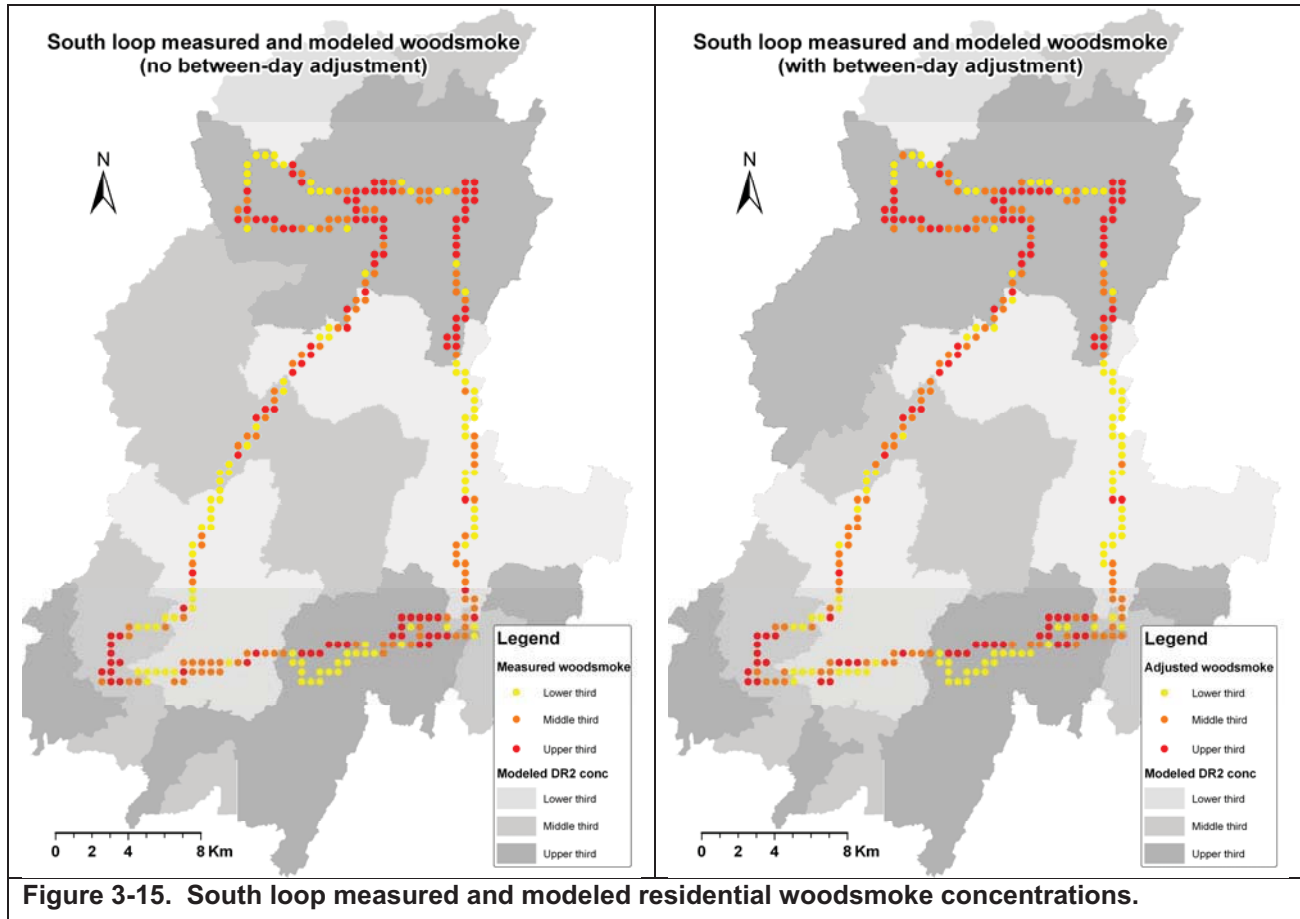 South loop measured and modeled woodsmoke
(no between-day adjustment)
N
Legend
Measured woodsmoke
Lower third
Middle third
Upper third
Modeled DR2 conc
Lower third
Middle third
Upper third
0 2 4 8 Km
South loop measured and modeled woodsmoke
(with between-day adjustment)
N
Legend
Adjusted woodsmoke
Lower third
Middle third
Upper third
Modeled DR2 conc
Lower third
Middle third
Upper third
0 2 4 8 Km
Figure 3-15. South loop measured and modeled residential woodsmoke concentrations.